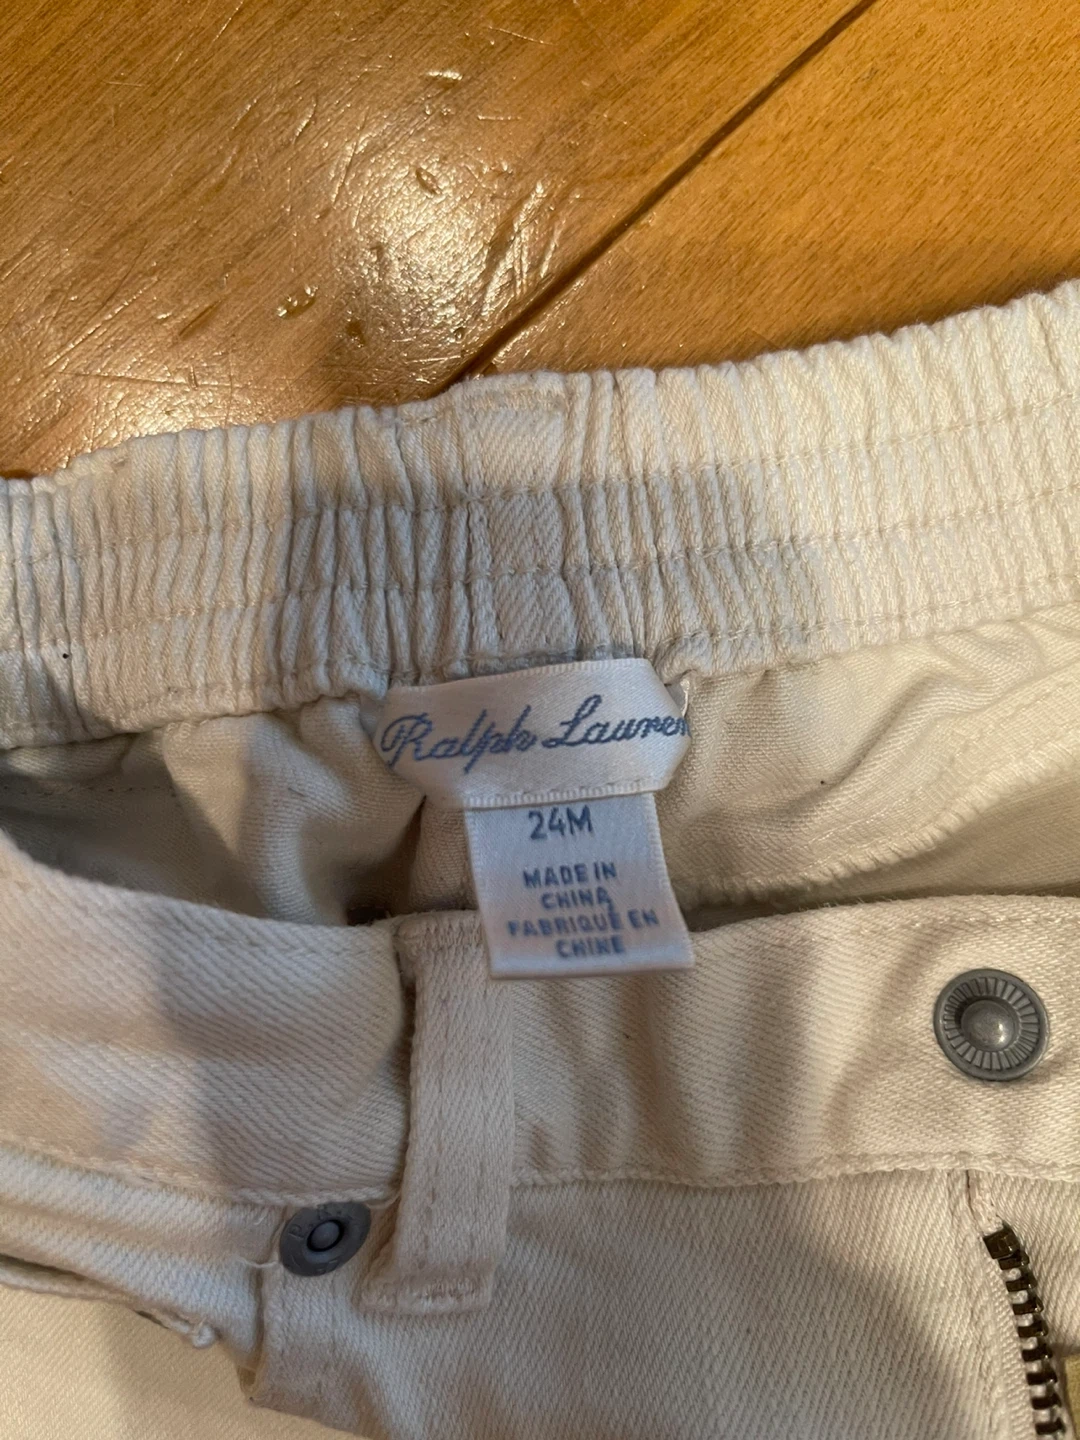 Ralph Lauren
24M
MADE IN
CHINA
FABRIQUÉ EN
CHINE